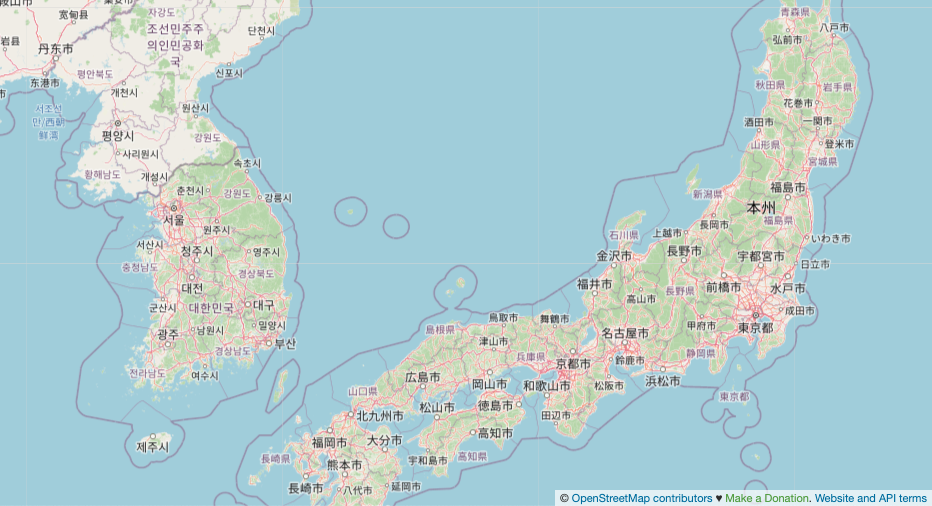 宽甸县
자강도
조선민주주
의인민공화
국
단천시
丹东市
岩县
평안북도
신포시
东港市
개천시
서조선
만/西朝
鲜湾
원산시
평양시
강원도
사리원시
황해남도
개성시
속초시
춘천시
강원도
강릉시
서울
원주시
서산시
청주시
영주시
충청남도
경상북도
대전
군산시
대한민국
대구
광주
남원시
밀양시
경상남도
부산
전라남도
여수시
제주시
青森県
弘前市
八戸市
秋田県
岩手県
花巻市
酒田市
一関市
山形県
登米市
宮城県
新潟県
福島市
本州
石川県
上越市
長岡市
福島県
いわき市
金沢市
長野市
宇都宮市
日立市
福井市
高山市
長野県
前橋市
水戸市
成田市
鳥取市
舞鶴市
島根県
津山市
名古屋市
甲府市
東京都
兵庫県
京都市
鈴鹿市
静岡県
広島市
岡山市
和歌山市
松阪市
浜松市
山口県
東京都
北九州市
松山市
徳島市
田辺市
福岡市
大分市
高知市
長崎県
熊本市
宇和島市
高知県
長崎市
八代市
延岡市
© OpenStreetMap contributors ♥ Make a Donation. Website and API terms